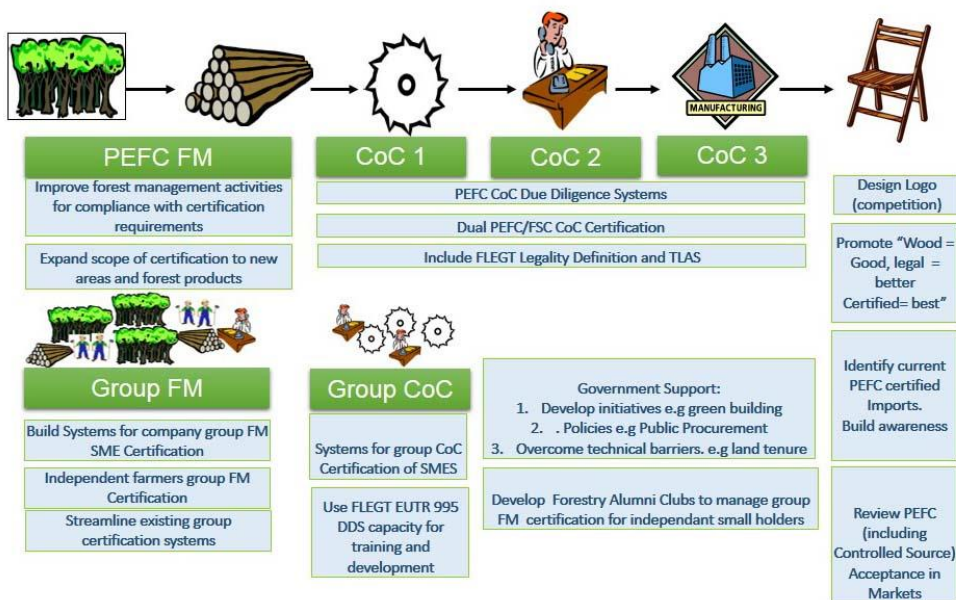 MANUFACTURING
PEFC FM
CoC 1
CoC 2
CoC 3
Improve forest management activities
for compliance with certification
requirements
Expand scope of certification to new
areas and forest products
PEFC CoC Due Diligence Systems
Dual PEFC/FSC CoC Certification
Include FLEGT Legality Definition and TLAS
Design Logo
(competition)
Promote “Wood =
Good, legal =
better
Certified= best”
Identify current
PEFC certified
Imports.
Build awareness
Review PEFC
(including
Controlled Source)
Acceptance in
Markets
Group FM
Build Systems for company group FM
SME Certification
Independent farmers group FM
Certification
Streamline existing group
certification systems
Group CoC
Systems for group CoC
Certification of SMES
Use FLEGT EUTR 995
DDS capacity for
training and
development
Government Support:
1. Develop initiatives e.g green building
2. . Policies e.g Public Procurement
3. Overcome technical barriers. e.g land tenure
Develop Forestry Alumni Clubs to manage group
FM certification for independant small holders